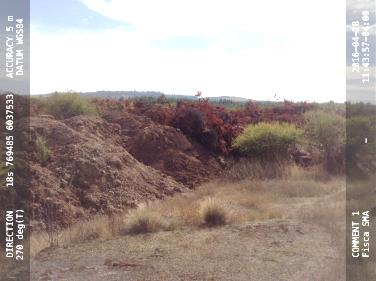 DIRECTION 18s 769485 6037533 ACCURACY 5 m
270 deg(T) DATUM WGS84
COMMENT 1 2016-04-28
Fisca SMA 11:43:57-04:00